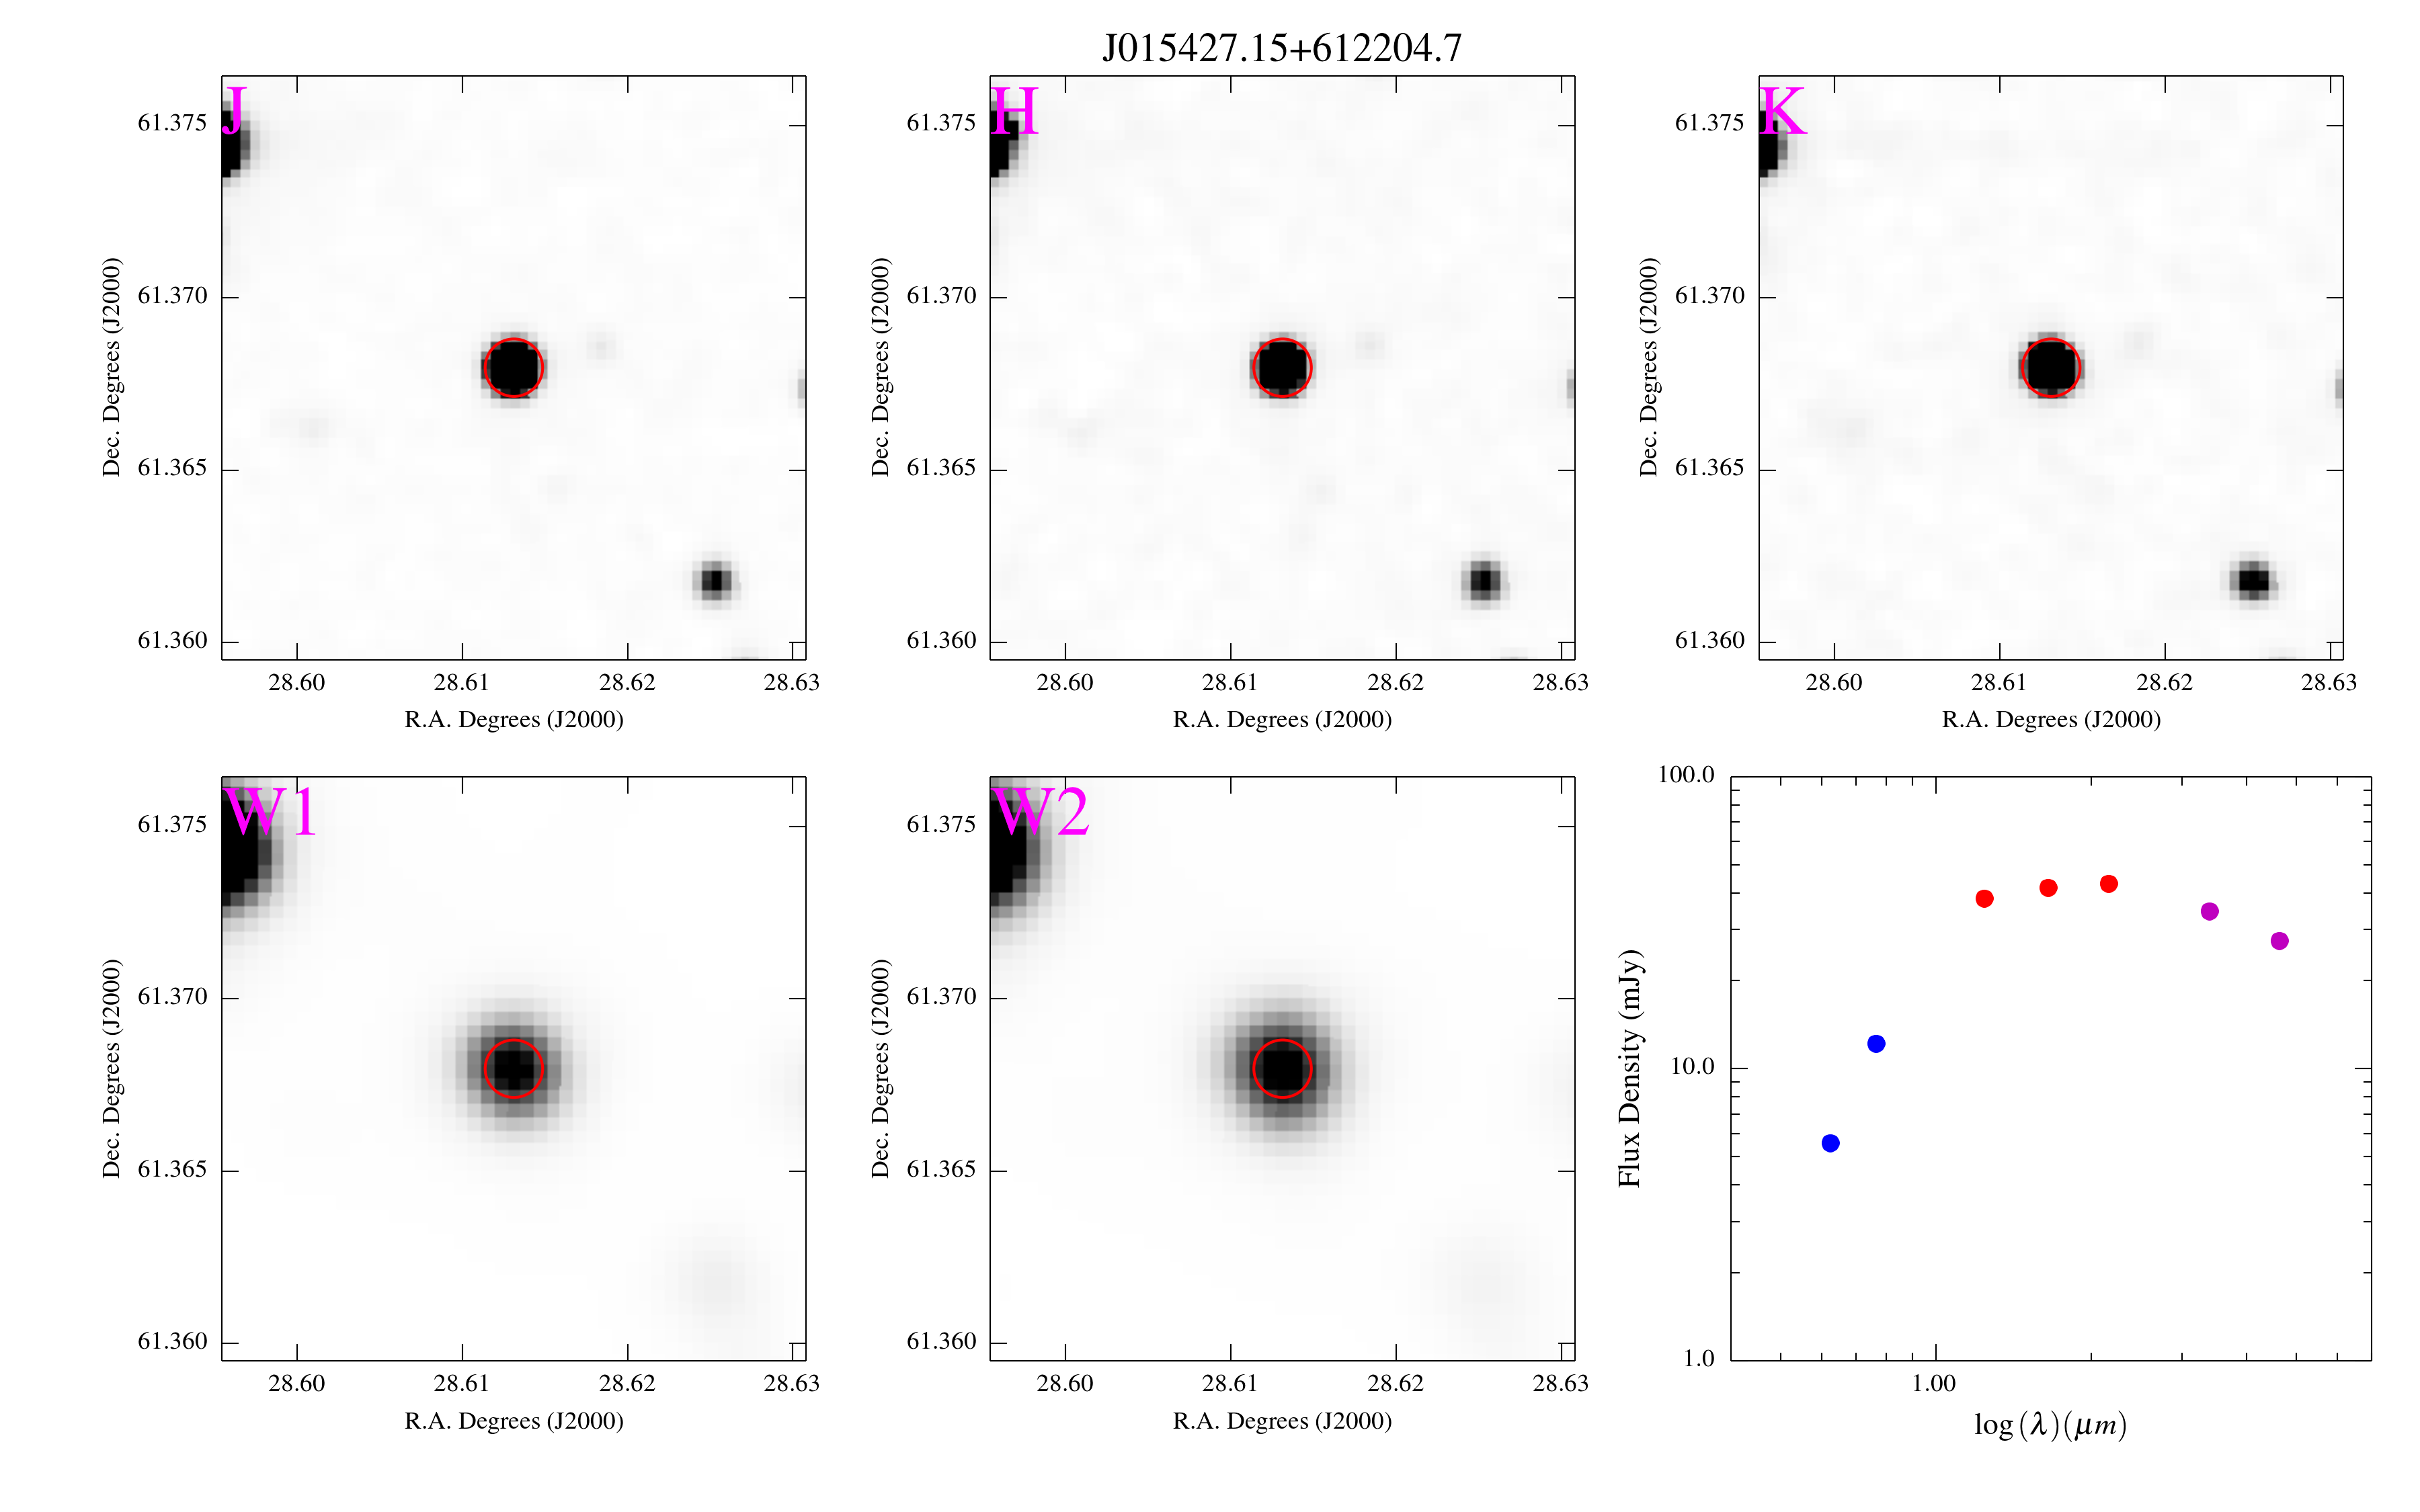 J015427.15+612204.7
J
61.375
61.370
61.365
61.360
Dec. Degrees (J2000)
28.60 28.61 28.62 28.63
R.A. Degrees (J2000)
H
61.375
61.370
61.365
61.360
Dec. Degrees (J2000)
28.60 28.61 28.62 28.63
R.A. Degrees (J2000)
K
61.375
61.370
61.365
61.360
Dec. Degrees (J2000)
28.60 28.61 28.62 28.63
R.A. Degrees (J2000)
W1
61.375
61.370
61.365
61.360
Dec. Degrees (J2000)
28.60 28.61 28.62 28.63
R.A. Degrees (J2000)
W2
61.375
61.370
61.365
61.360
Dec. Degrees (J2000)
28.60 28.61 28.62 28.63
R.A. Degrees (J2000)
100.0
10.0
1.0
Flux Density (mJy)
1.00
log (λ)(μm)